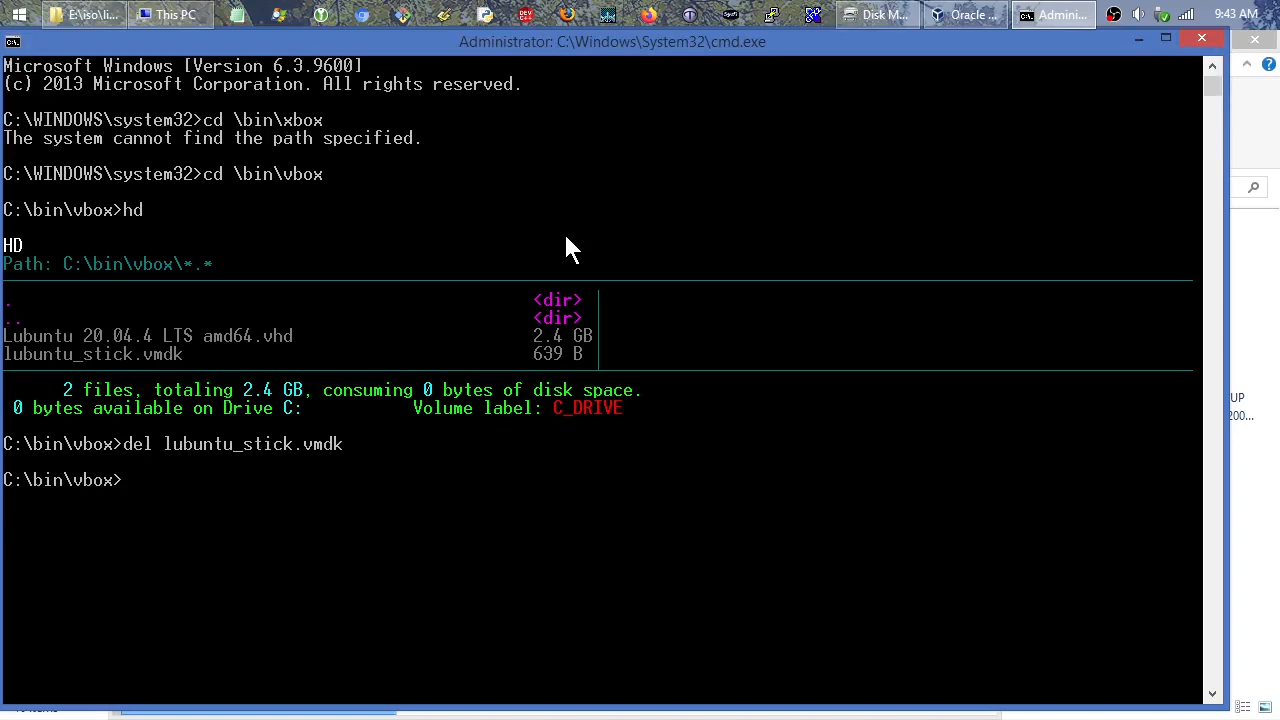 E:\iso\li...
This PC
DEV
C++
SysR
Disk M...
Oracle ...
Admini...
9:43 AM
Administrator: C:\Windows\System32\cmd.exe
Microsoft Windows [Version 6.3.9600]
(c) 2013 Microsoft Corporation. All rights reserved.
C:\WINDOWS\system32>cd \bin\xbox
The system cannot find the path specified.
C:\WINDOWS\system32>cd \bin\vbox
C:\bin\vbox>hd
HD
Path: C:\bin\vbox\*.*
. <dir>
.. <dir>
Lubuntu 20.04.4 LTS amd64.vhd 2.4 GB
lubuntu_stick.vmdk 639 B
2 files, totaling 2.4 GB, consuming 0 bytes of disk space.
0 bytes available on Drive C: Volume label: C_DRIVE
C:\bin\vbox>del lubuntu_stick.vmdk
C:\bin\vbox>
UP
200...